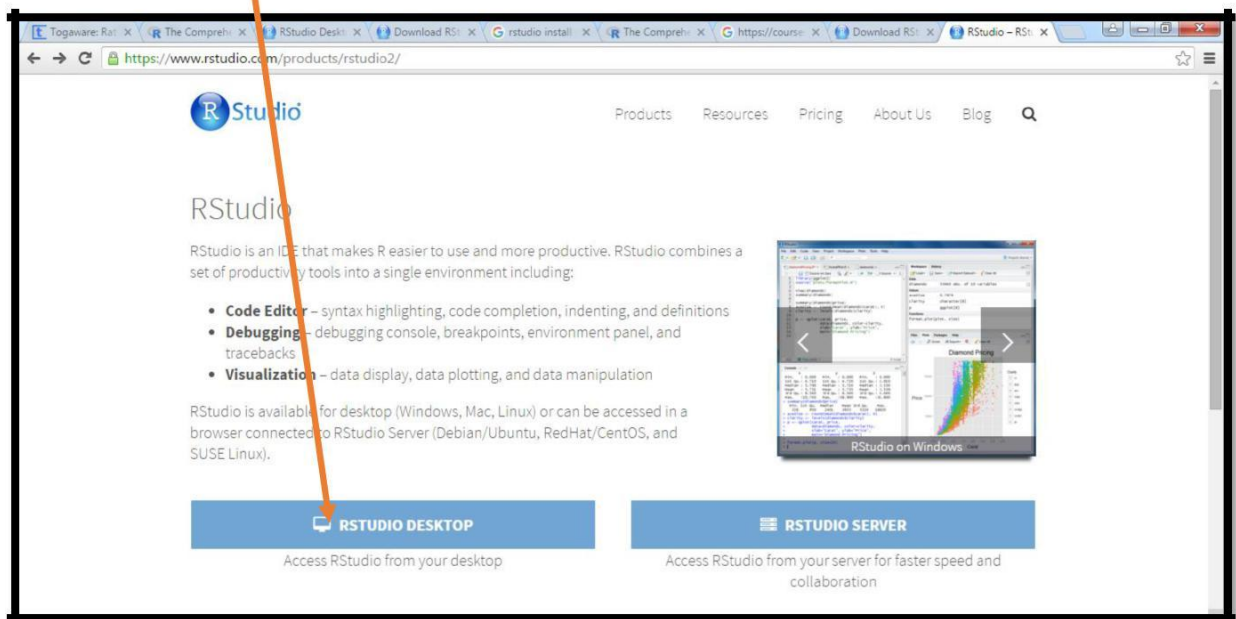 Togaware: Rat
The Comprehe
RStudio Deskt
Download RSt
rstudio install
The Comprehe
https://course
Download RSt
RStudio – RStu
https://www.rstudio.com/products/rstudio2/
R Studio
Products Resources Pricing About Us Blog
RStudio
RStudio is an IDE that makes R easier to use and more productive. RStudio combines a
set of productivity tools into a single environment including:
• Code Editor – syntax highlighting, code completion, indenting, and definitions
• Debugging – debugging console, breakpoints, environment panel, and
tracebacks
• Visualization – data display, data plotting, and data manipulation
RStudio is available for desktop (Windows, Mac, Linux) or can be accessed in a
browser connected to RStudio Server (Debian/Ubuntu, RedHat/CentOS, and
SUSE Linux).
Diamond Pricing
RStudio on Windows
RSTUDIO DESKTOP
RSTUDIO SERVER
Access RStudio from your desktop
Access RStudio from your server for faster speed and
collaboration